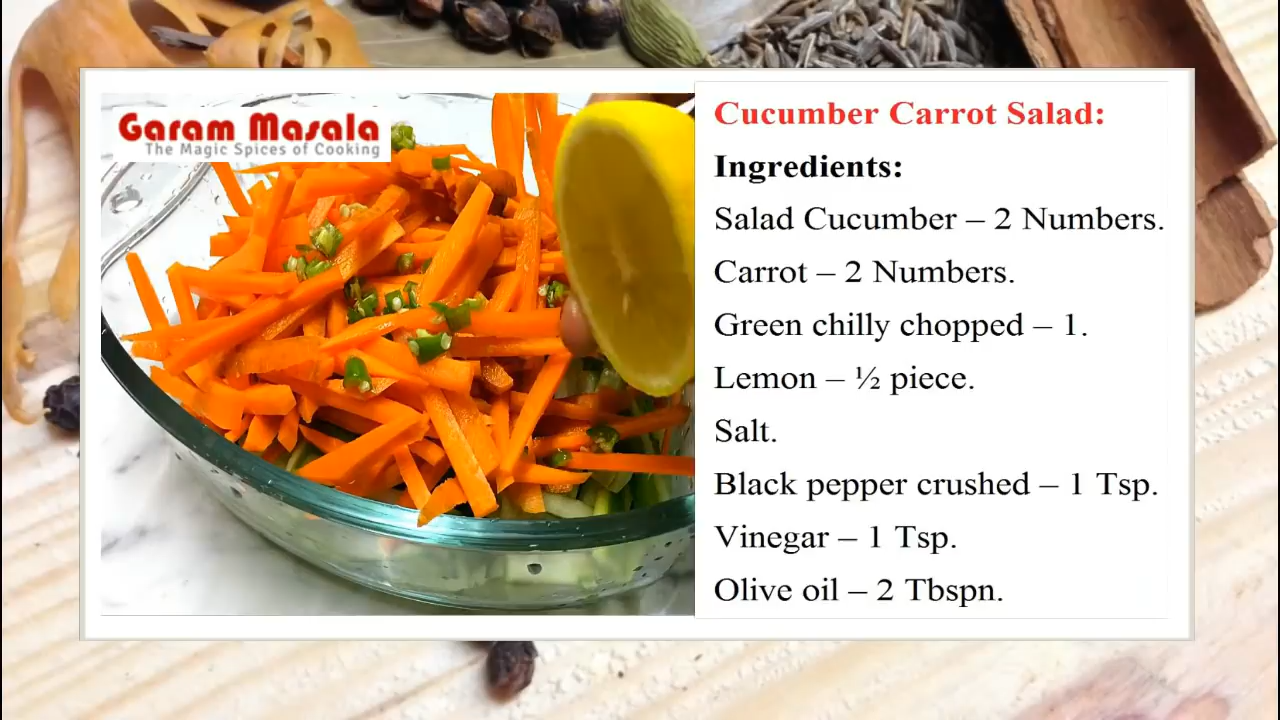 Garam Masala
The Magic Spices of Cooking
Cucumber Carrot Salad:
Ingredients:
Salad Cucumber – 2 Numbers.
Carrot – 2 Numbers.
Green chilly chopped – 1.
Lemon – ½ piece.
Salt.
Black pepper crushed – 1 Tsp.
Vinegar – 1 Tsp.
Olive oil – 2 Tbspn.